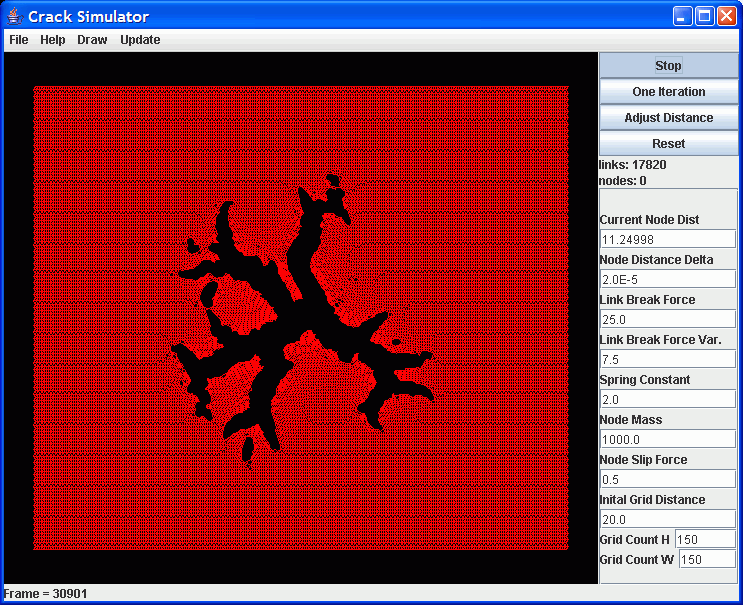 Crack Simulator
File Help Draw Update
Stop
One Iteration
Adjust Distance
Reset
links: 17820
nodes: 0
Current Node Dist
11.24998
Node Distance Delta
2.0E-5
Link Break Force
25.0
Link Break Force Var.
7.5
Spring Constant
2.0
Node Mass
1000.0
Node Slip Force
0.5
Inital Grid Distance
20.0
Grid Count H 150
Grid Count W 150
Frame = 30901